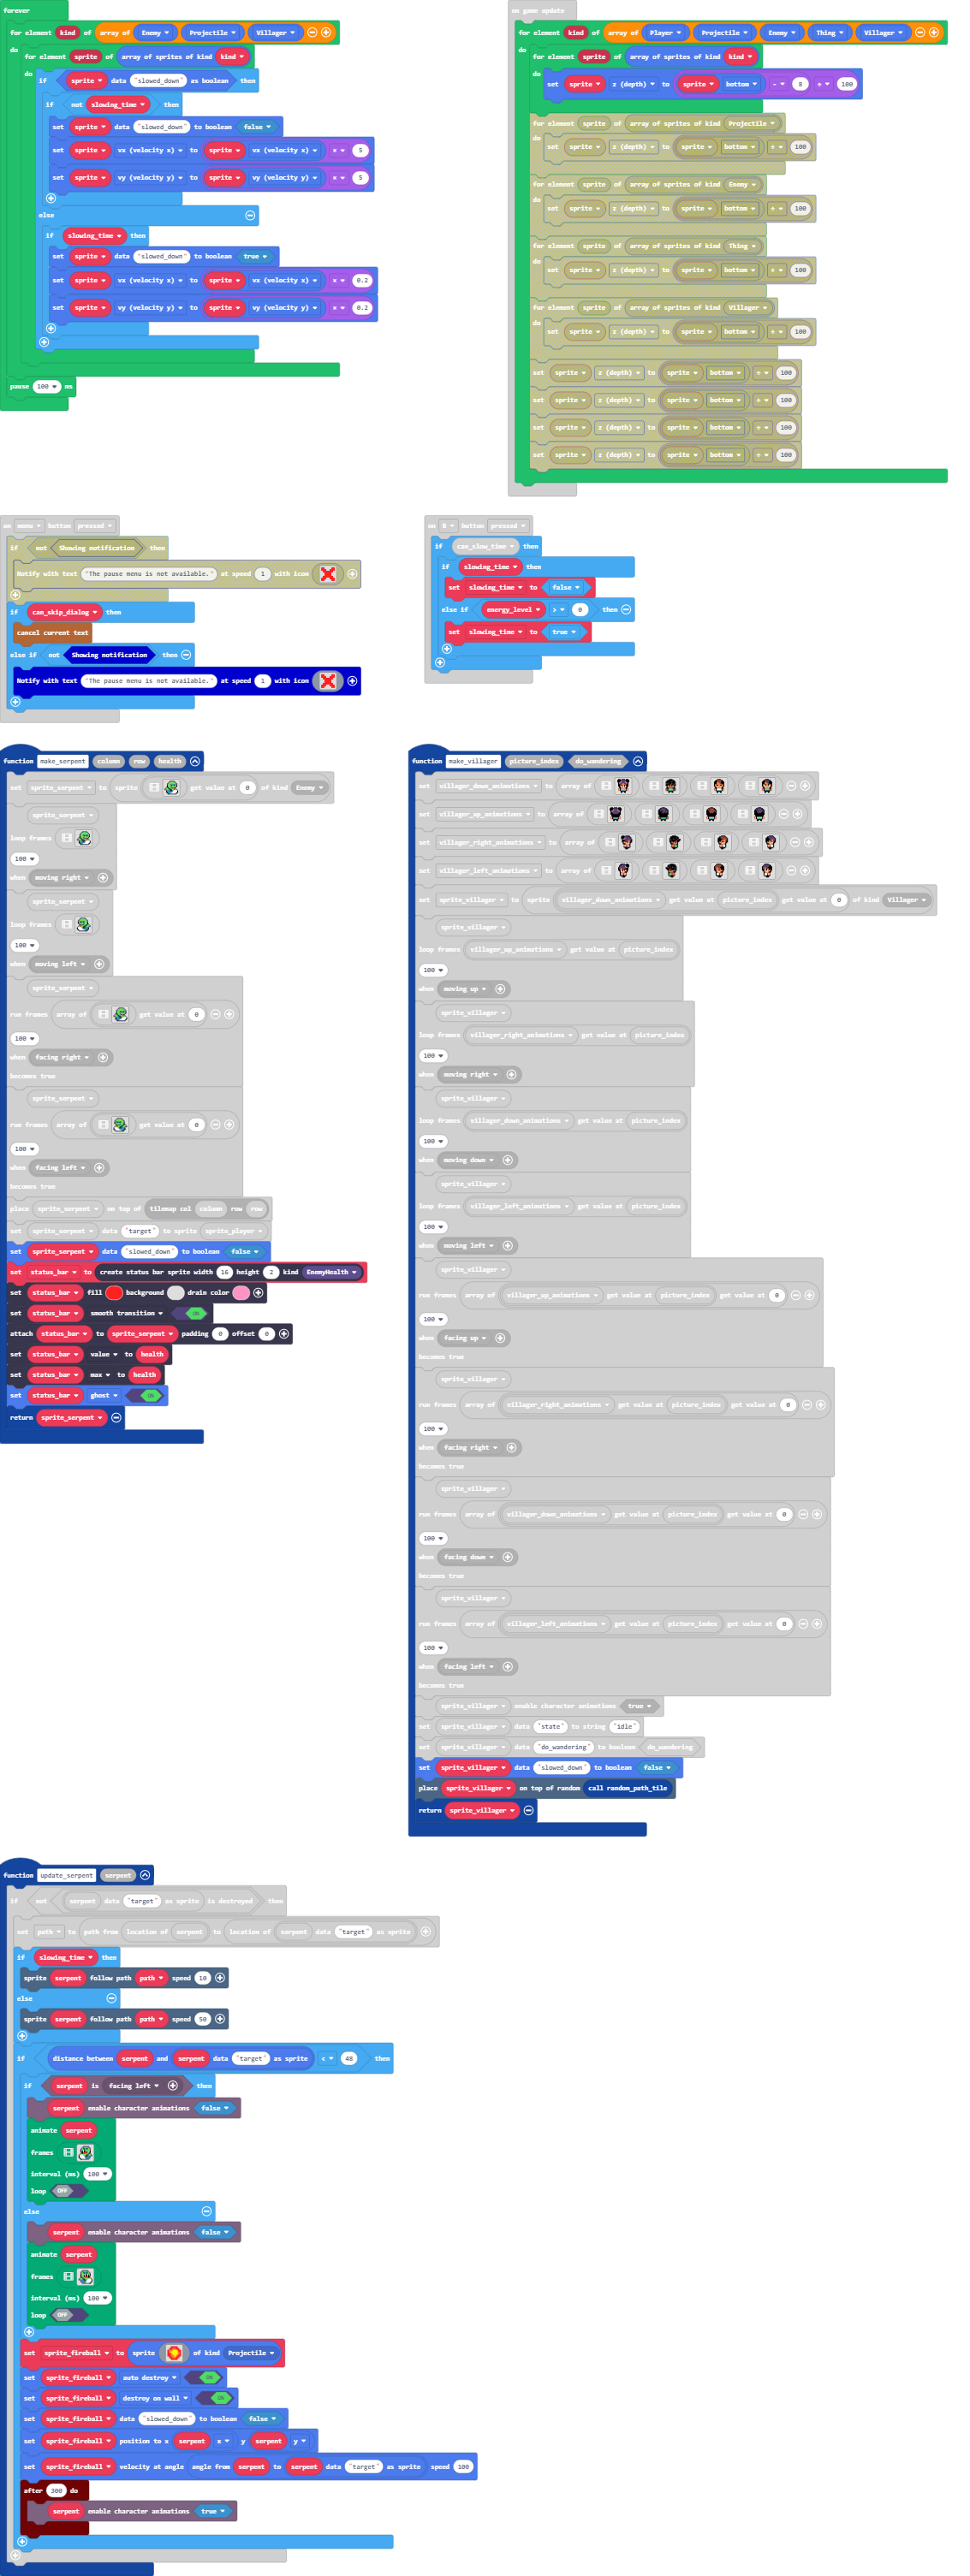 forever
for element kind of array of Enemy Projectile Villager
do for element sprite of array of sprites of kind kind
do if sprite data "slowed_down" as boolean then
if not slowing_time then
set sprite data "slowed_down" to boolean false
set sprite vx (velocity x) to sprite vx (velocity x) × 5
set sprite vy (velocity y) to sprite vy (velocity y) × 5
else
if slowing_time then
set sprite data "slowed_down" to boolean true
set sprite vx (velocity x) to sprite vx (velocity x) × 0.2
set sprite vy (velocity y) to sprite vy (velocity y) × 0.2
pause 100 ms
on game update
for element kind of array of Player Projectile Enemy Thing Villager
do for element sprite of array of sprites of kind kind
do set sprite z (depth) to sprite bottom - 8 ÷ 100
for element sprite of array of sprites of kind Projectile
do set sprite z (depth) to sprite bottom ÷ 100
for element sprite of array of sprites of kind Enemy
do set sprite z (depth) to sprite bottom ÷ 100
for element sprite of array of sprites of kind Thing
do set sprite z (depth) to sprite bottom ÷ 100
for element sprite of array of sprites of kind Villager
do set sprite z (depth) to sprite bottom ÷ 100
set sprite z (depth) to sprite bottom ÷ 100
set sprite z (depth) to sprite bottom ÷ 100
set sprite z (depth) to sprite bottom ÷ 100
set sprite z (depth) to sprite bottom ÷ 100
on menu button pressed
if not Showing notification then
Notify with text "The pause menu is not available." at speed 1 with icon
if can_skip_dialog then
cancel current text
else if not Showing notification then
Notify with text "The pause menu is not available." at speed 1 with icon
on B button pressed
if can_slow_time then
if slowing_time then
set slowing_time to false
else if energy_level > 0 then
set slowing_time to true
function make_serpent column row health
set sprite_serpent to sprite get value at 0 of kind Enemy
sprite_serpent
loop frames
100
when moving right
sprite_serpent
loop frames
100
when moving left
sprite_serpent
run frames array of get value at 0
100
when facing right
becomes true
sprite_serpent
run frames array of get value at 0
100
when facing left
becomes true
place sprite_serpent on top of tilemap col column row row
set sprite_serpent data "target" to sprite sprite_player
set sprite_serpent data "slowed_down" to boolean false
set status_bar to create status bar sprite width 16 height 2 kind EnemyHealth
set status_bar fill background drain color
set status_bar smooth transition ON
attach status_bar to sprite_serpent padding 0 offset 0
set status_bar value to health
set status_bar max to health
set status_bar ghost ON
return sprite_serpent
function make_villager picture_index do_wandering
set villager_down_animations to array of
set villager_up_animations to array of
set villager_right_animations to array of
set villager_left_animations to array of
set sprite_villager to sprite villager_down_animations get value at picture_index get value at 0 of kind Villager
sprite_villager
loop frames villager_up_animations get value at picture_index
100
when moving up
sprite_villager
loop frames villager_right_animations get value at picture_index
100
when moving right
sprite_villager
loop frames villager_down_animations get value at picture_index
100
when moving down
sprite_villager
loop frames villager_left_animations get value at picture_index
100
when moving left
sprite_villager
run frames array of villager_up_animations get value at picture_index get value at 0
100
when facing up
becomes true
sprite_villager
run frames array of villager_right_animations get value at picture_index get value at 0
100
when facing right
becomes true
sprite_villager
run frames array of villager_down_animations get value at picture_index get value at 0
100
when facing down
becomes true
sprite_villager
run frames array of villager_left_animations get value at picture_index get value at 0
100
when facing left
becomes true
sprite_villager enable character animations true
set sprite_villager data "state" to string "idle"
set sprite_villager data "do_wandering" to boolean do_wandering
set sprite_villager data "slowed_down" to boolean false
place sprite_villager on top of random call random_path_tile
return sprite_villager
function update_serpent serpent
if not serpent data "target" as sprite is destroyed then
set path to path from location of serpent to location of serpent data "target" as sprite
if slowing_time then
sprite serpent follow path path speed 10
else
sprite serpent follow path path speed 50
if distance between serpent and serpent data "target" as sprite < 48 then
if serpent is facing left then
serpent enable character animations false
animate serpent
frames
interval (ms) 100
loop OFF
else
serpent enable character animations false
animate serpent
frames
interval (ms) 100
loop OFF
set sprite_fireball to sprite of kind Projectile
set sprite_fireball auto destroy ON
set sprite_fireball destroy on wall ON
set sprite_fireball data "slowed_down" to boolean false
set sprite_fireball position to x serpent x y serpent y
set sprite_fireball velocity at angle angle from serpent to serpent data "target" as sprite speed 100
after 300 do
serpent enable character animations true